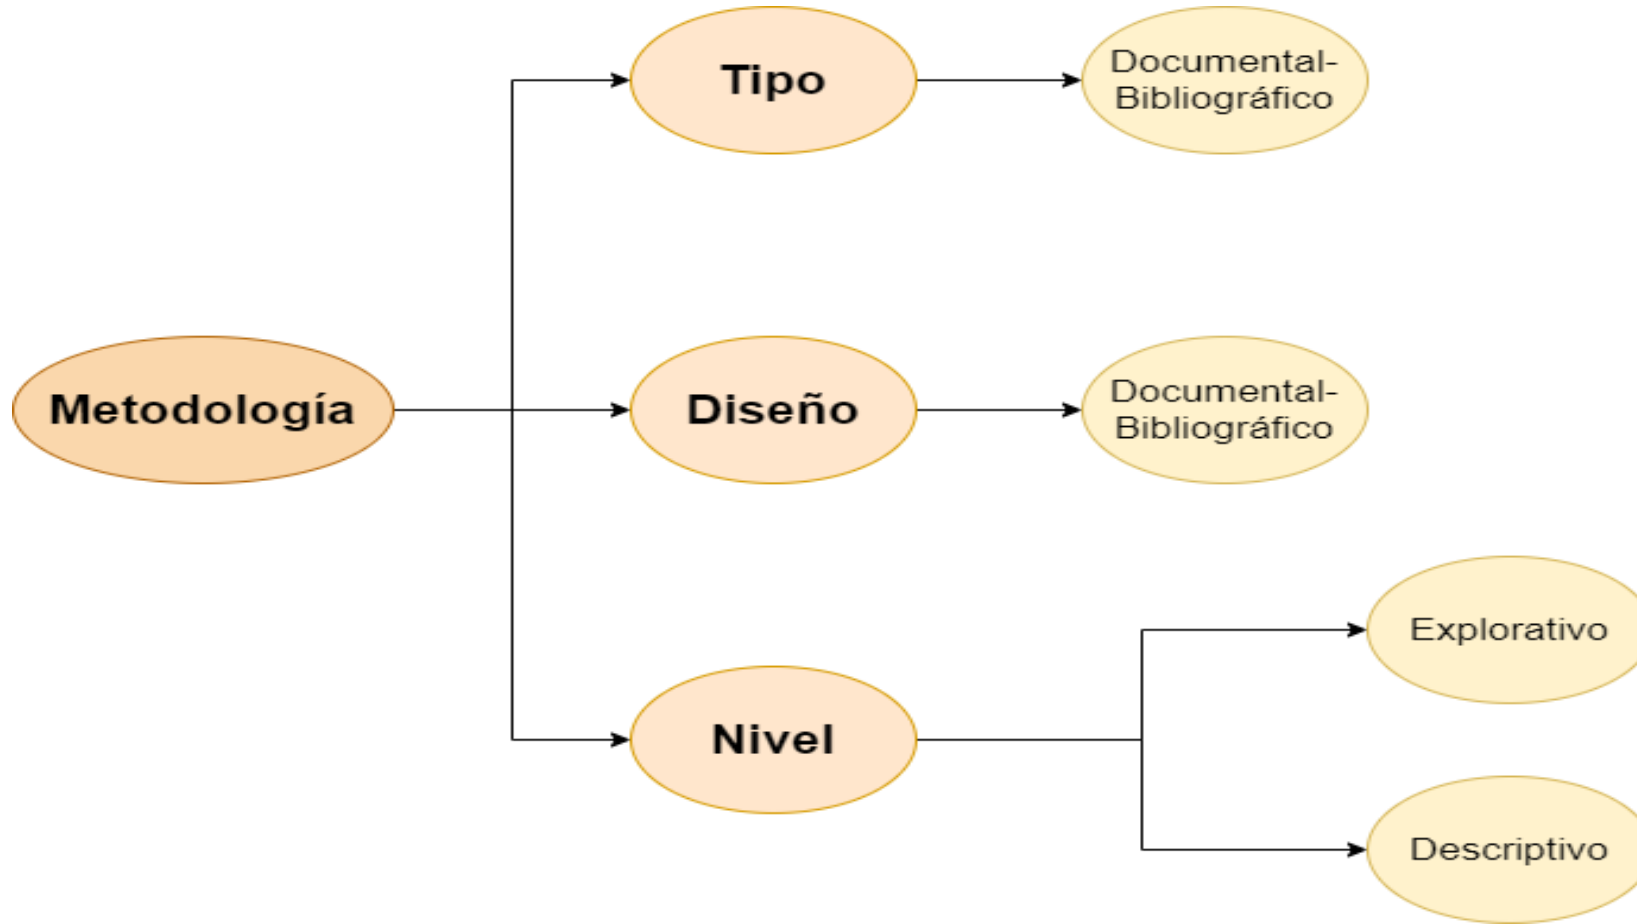 Tipo
Documental-
Bibliográfico
Metodología
Diseño
Documental-
Bibliográfico
Explorativo
Nivel
Descriptivo